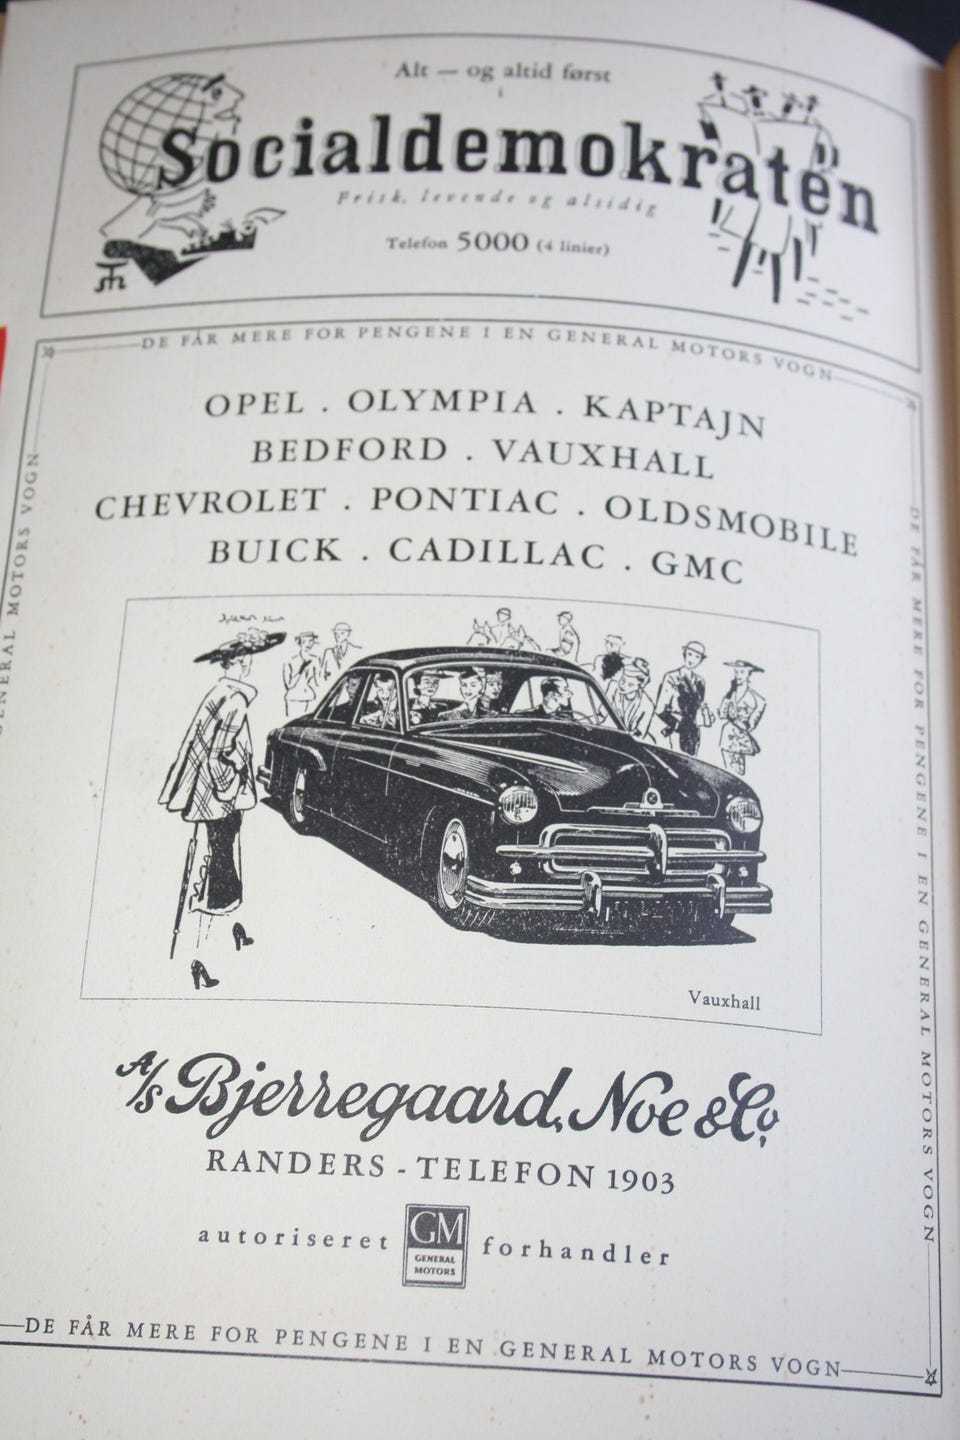 Alt — og altid først
Socialdemokraten
Frisk, levende og alsidig
Telefon 5000 (4 linier)
DE FÅR MERE FOR PENGENE I EN GENERAL MOTORS VOGN
OPEL . OLYMPIA . KAPTAJN
BEDFORD . VAUXHALL
CHEVROLET . PONTIAC . OLDSMOBILE
BUICK . CADILLAC . GMC
GENERAL MOTORS VOGN
DE FÅR MERE FOR PENGENE I EN GENERAL MOTORS VOGN
Vauxhall
A/S Bjerregaard, Noe & Co.
RANDERS - TELEFON 1903
autoriseret GM forhandler
GENERAL
MOTORS
DE FÅR MERE FOR PENGENE I EN GENERAL MOTORS VOGN